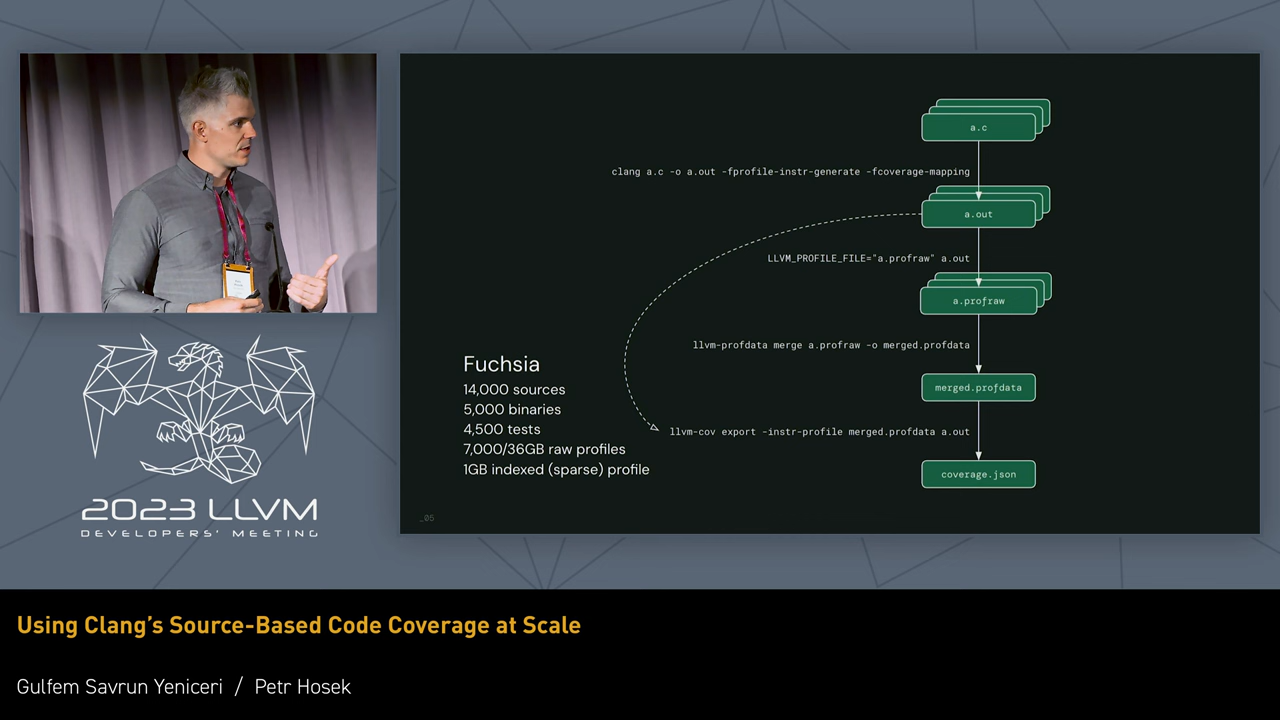 a.c
clang a.c -o a.out -fprofile-instr-generate -fcoverage-mapping
a.out
LLVM_PROFILE_FILE="a.profraw" a.out
a.profraw
llvm-profdata merge a.profraw -o merged.profdata
merged.profdata
llvm-cov export -instr-profile merged.profdata a.out
coverage.json
Fuchsia
14,000 sources
5,000 binaries
4,500 tests
7,000/36GB raw profiles
1GB indexed (sparse) profile
_05
2023 LLVM
DEVELOPERS' MEETING
Using Clang's Source-Based Code Coverage at Scale
Gulfem Savrun Yeniceri / Petr Hosek